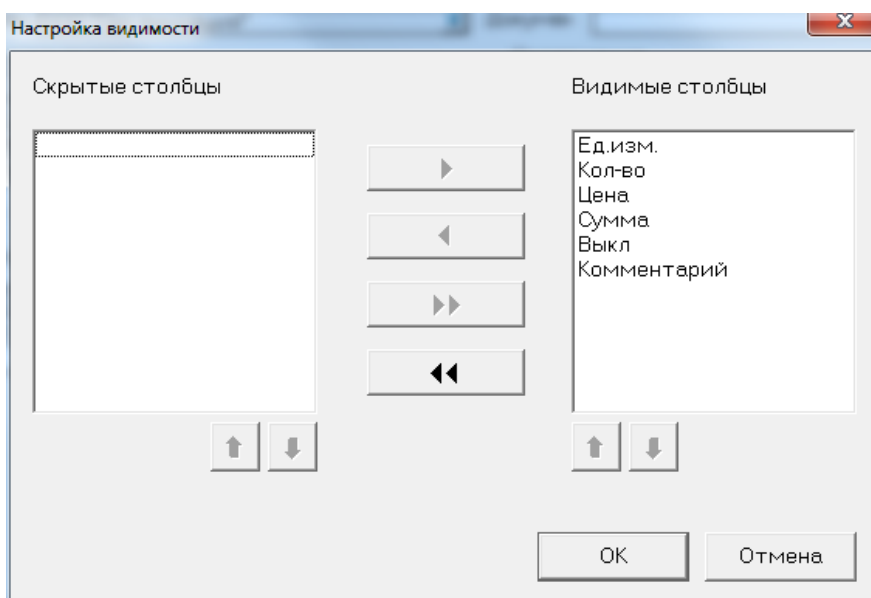 Настройка видимости
Скрытые столбцы
Видимые столбцы
Ед.изм.
Кол-во
Цена
Сумма
Выкл
Комментарий
OK
Отмена